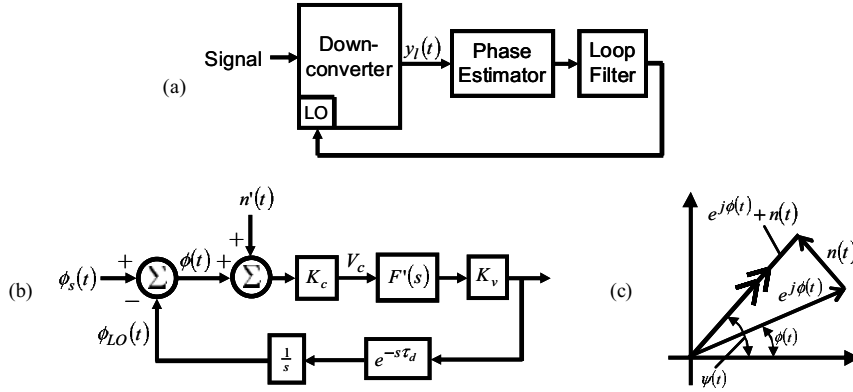 Signal
Down-
converter
LO
y_l(t)
Phase
Estimator
Loop
Filter
(a)
n'(t)
ϕ_s(t)
+
−
Σ
ϕ(t)
+
+
Σ
K_c
V_c
F'(s)
K_v
(b)
ϕ_LO(t)
1/s
e^{-sτ_d}
e^{jϕ(t)} + n(t)
n(t)
(c)
e^{jϕ(t)}
ϕ(t)
ψ(t)